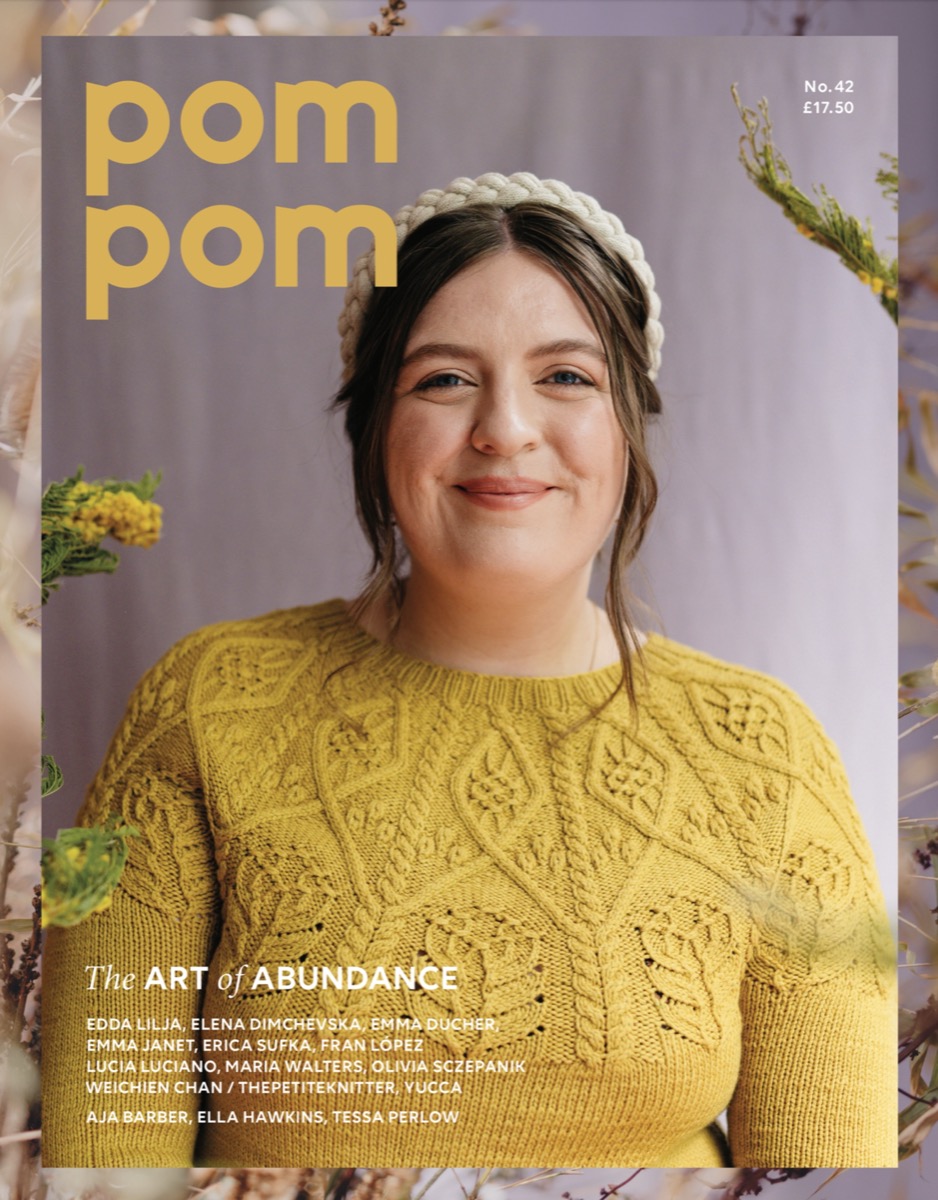 pom
pom
No. 42
£17.50
The ART of ABUNDANCE
EDDA LILJA, ELENA DIMCHEVSKA, EMMA DUCHER,
EMMA JANET, ERICA SUFKA, FRAN LÓPEZ
LUCIA LUCIANO, MARIA WALTERS, OLIVIA SCZEPANIK
WEICHIEN CHAN / THEPETITEKNITTER, YUCCA
AJA BARBER, ELLA HAWKINS, TESSA PERLOW